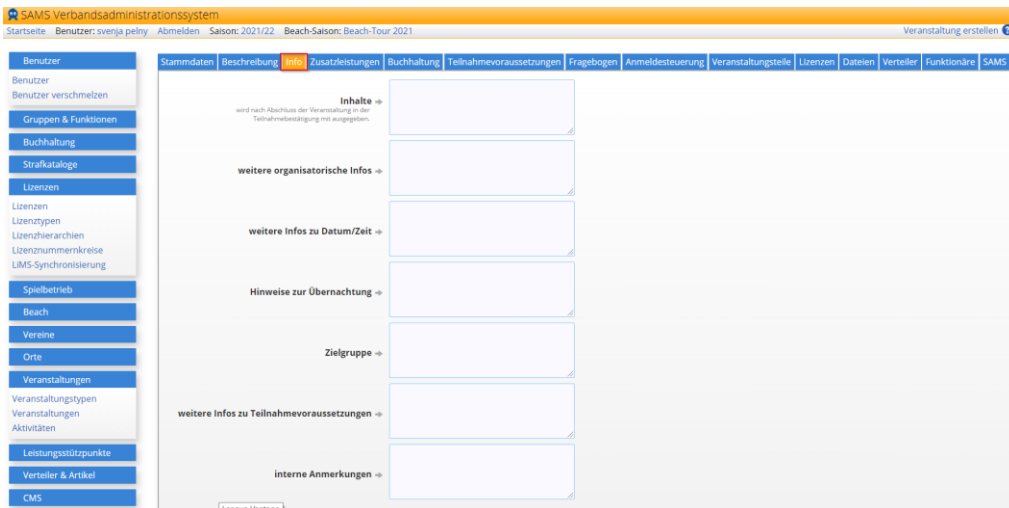 SAMS Verbandsadministrationssystem
Startseite Benutzer: svenja pelny Abmelden Saison: 2021/22 Beach-Saison: Beach-Tour 2021
Veranstaltung erstellen
Benutzer
Benutzer
Benutzer verschmelzen
Gruppen & Funktionen
Buchhaltung
Strafkataloge
Lizenzen
Lizenzen
Lizenztypen
Lizenzhierarchien
Lizenznummernkreise
LiMS-Synchronisierung
Spielbetrieb
Beach
Vereine
Orte
Veranstaltungen
Veranstaltungstypen
Veranstaltungen
Aktivitäten
Leistungsstützpunkte
Verteiler & Artikel
CMS
Stammdaten Beschreibung Info Zusatzleistungen Buchhaltung Teilnahmevoraussetzungen Fragebogen Anmeldesteuerung Veranstaltungsteile Lizenzen Dateien Verteiler Funktionäre SAMS
Inhalte
wird nach Abschluss der Veranstaltung in der
Teilnahmebestätigung mit ausgegeben.
weitere organisatorische Infos
weitere Infos zu Datum/Zeit
Hinweise zur Übernachtung
Zielgruppe
weitere Infos zu Teilnahmevoraussetzungen
interne Anmerkungen